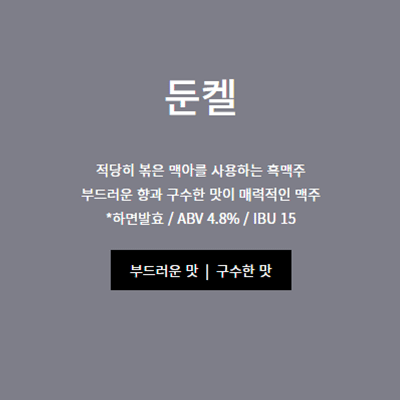 둔켈
적당히 볶은 맥아를 사용하는 흑맥주
부드러운 향과 구수한 맛이 매력적인 맥주
*하면발효 / ABV 4.8% / IBU 15
부드러운 맛 | 구수한 맛